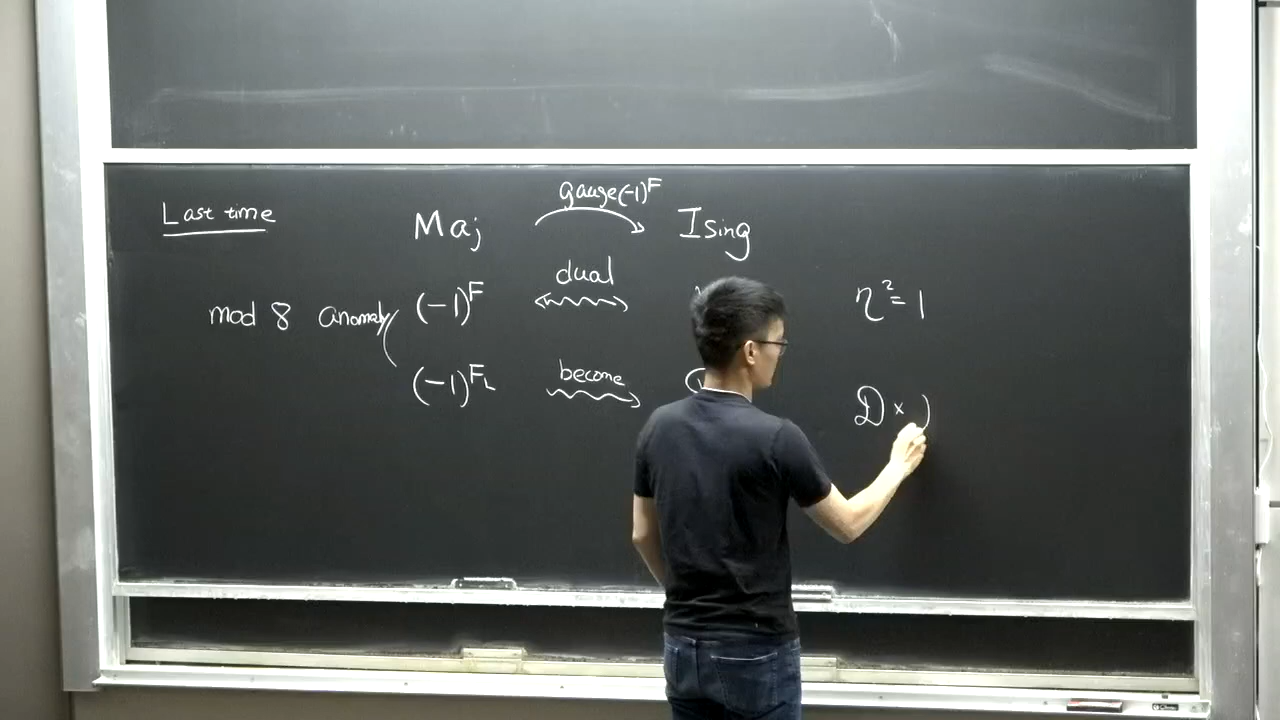 gauge (-1)^F
Last time Maj Ising
dual
mod 8 anomaly (-1)^F η² = 1
(-1)^{F_L} become D ×